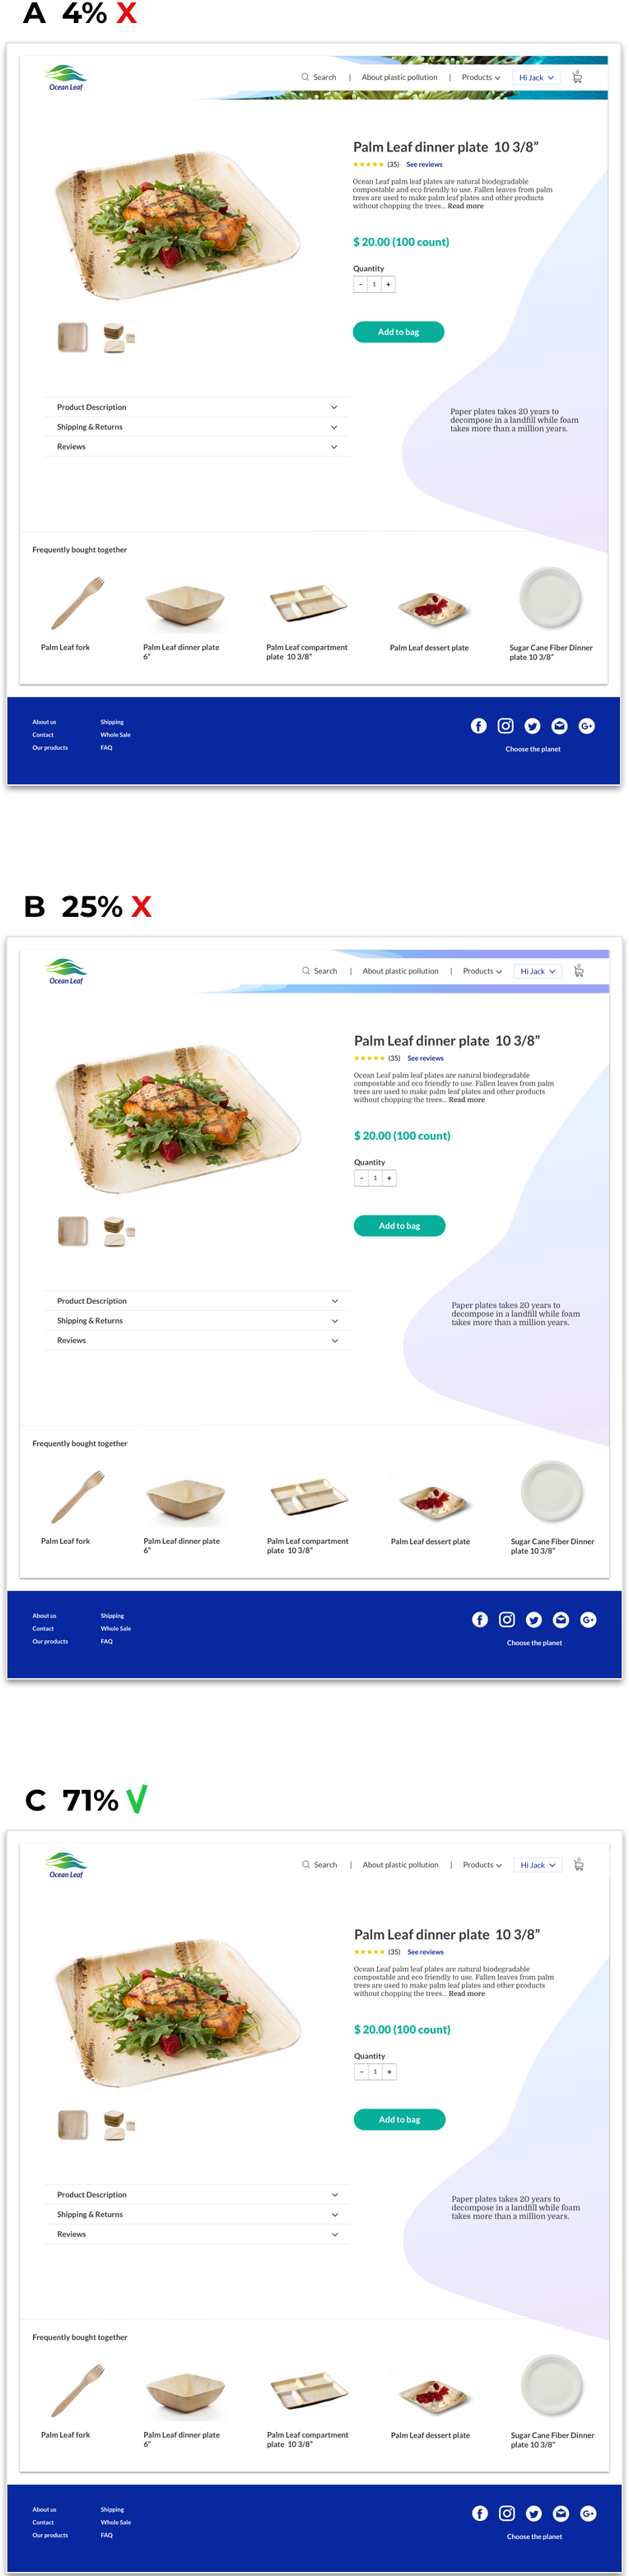 A 4% X
Ocean Leaf
Search | About plastic pollution | Products Hi Jack 0
Palm Leaf dinner plate 10 3/8”
(35) See reviews
Ocean Leaf palm leaf plates are natural biodegradable
compostable and eco friendly to use. Fallen leaves from palm
trees are used to make palm leaf plates and other products
without chopping the trees... Read more
$ 20.00 (100 count)
Quantity
- 1 +
Add to bag
Product Description
Shipping & Returns
Reviews
Paper plates takes 20 years to
decompose in a landfill while foam
takes more than a million years.
Frequently bought together
Palm Leaf fork
Palm Leaf dinner plate
6”
Palm Leaf compartment
plate 10 3/8”
Palm Leaf dessert plate
Sugar Cane Fiber Dinner
plate 10 3/8”
About us
Contact
Our products
Shipping
Whole Sale
FAQ
Choose the planet
B 25% X
Ocean Leaf
Search | About plastic pollution | Products Hi Jack 0
Palm Leaf dinner plate 10 3/8”
(35) See reviews
Ocean Leaf palm leaf plates are natural biodegradable
compostable and eco friendly to use. Fallen leaves from palm
trees are used to make palm leaf plates and other products
without chopping the trees... Read more
$ 20.00 (100 count)
Quantity
- 1 +
Add to bag
Product Description
Shipping & Returns
Reviews
Paper plates takes 20 years to
decompose in a landfill while foam
takes more than a million years.
Frequently bought together
Palm Leaf fork
Palm Leaf dinner plate
6”
Palm Leaf compartment
plate 10 3/8”
Palm Leaf dessert plate
Sugar Cane Fiber Dinner
plate 10 3/8”
About us
Contact
Our products
Shipping
Whole Sale
FAQ
Choose the planet
C 71% √
Ocean Leaf
Search | About plastic pollution | Products Hi Jack 0
Palm Leaf dinner plate 10 3/8”
(35) See reviews
Ocean Leaf palm leaf plates are natural biodegradable
compostable and eco friendly to use. Fallen leaves from palm
trees are used to make palm leaf plates and other products
without chopping the trees... Read more
$ 20.00 (100 count)
Quantity
- 1 +
Add to bag
Product Description
Shipping & Returns
Reviews
Paper plates takes 20 years to
decompose in a landfill while foam
takes more than a million years.
Frequently bought together
Palm Leaf fork
Palm Leaf dinner plate
6”
Palm Leaf compartment
plate 10 3/8”
Palm Leaf dessert plate
Sugar Cane Fiber Dinner
plate 10 3/8”
About us
Contact
Our products
Shipping
Whole Sale
FAQ
Choose the planet